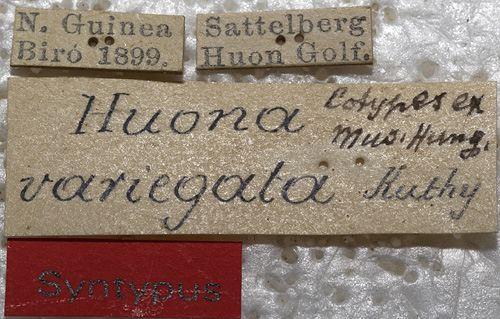 N. Guinea
Biró 1899.
Sattelberg
Huon Golf.
Huona
Cotypes ex
Mus. Hung.
variegata Kuthy
Syntypus